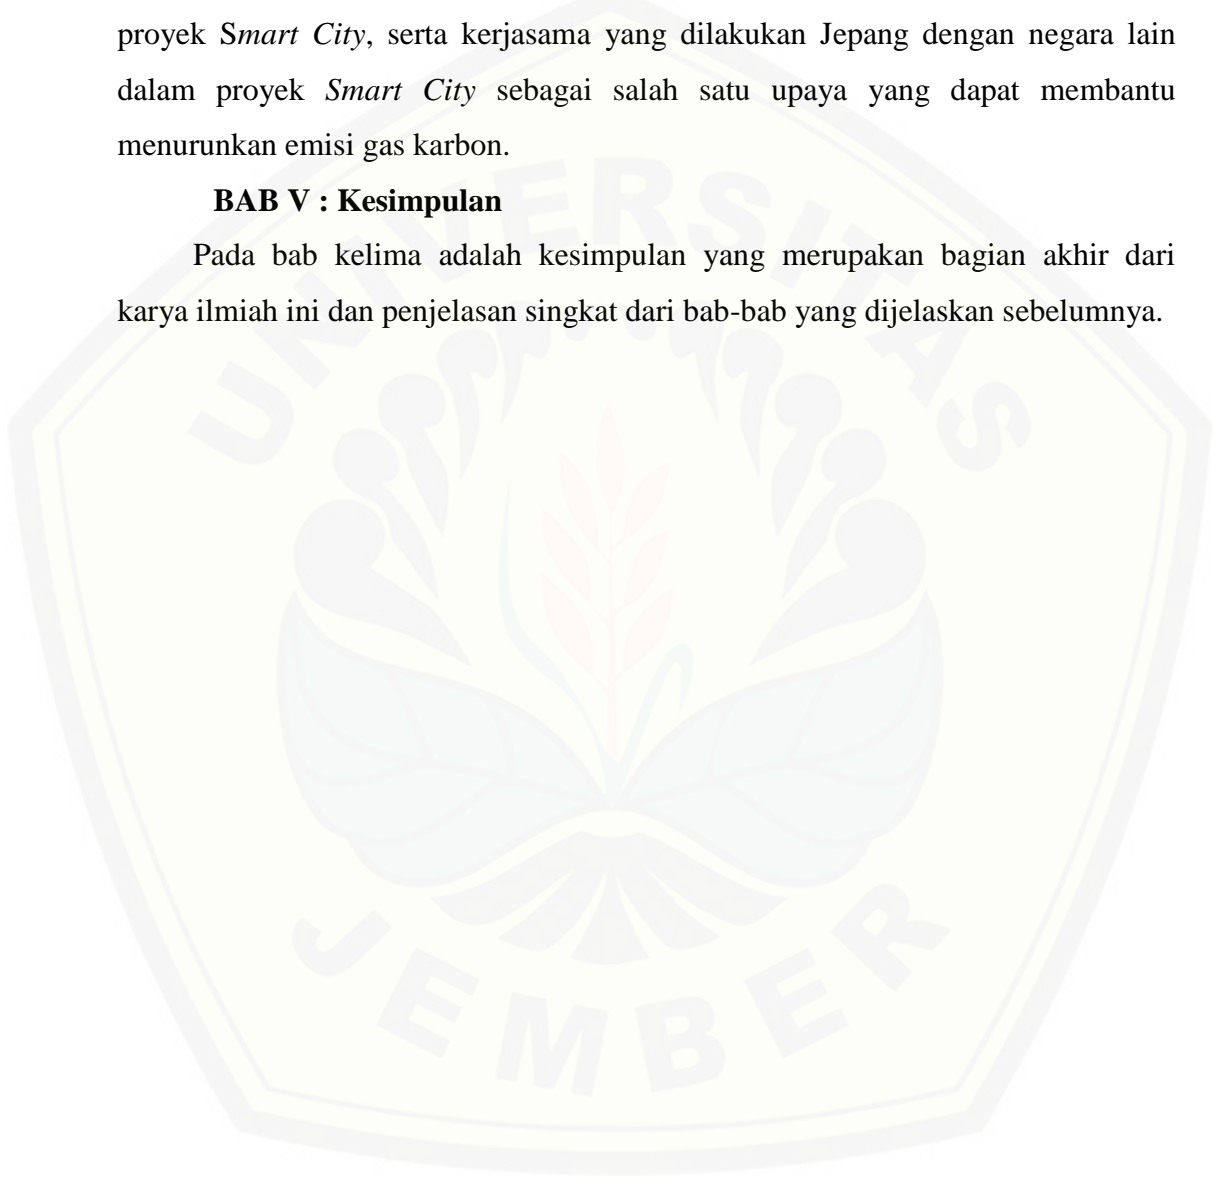 proyek Smart City, serta kerjasama yang dilakukan Jepang dengan negara lain
dalam proyek Smart City sebagai salah satu upaya yang dapat membantu
menurunkan emisi gas karbon.
BAB V : Kesimpulan
Pada bab kelima adalah kesimpulan yang merupakan bagian akhir dari
karya ilmiah ini dan penjelasan singkat dari bab-bab yang dijelaskan sebelumnya.
UNIVERSITAS
JEMBER